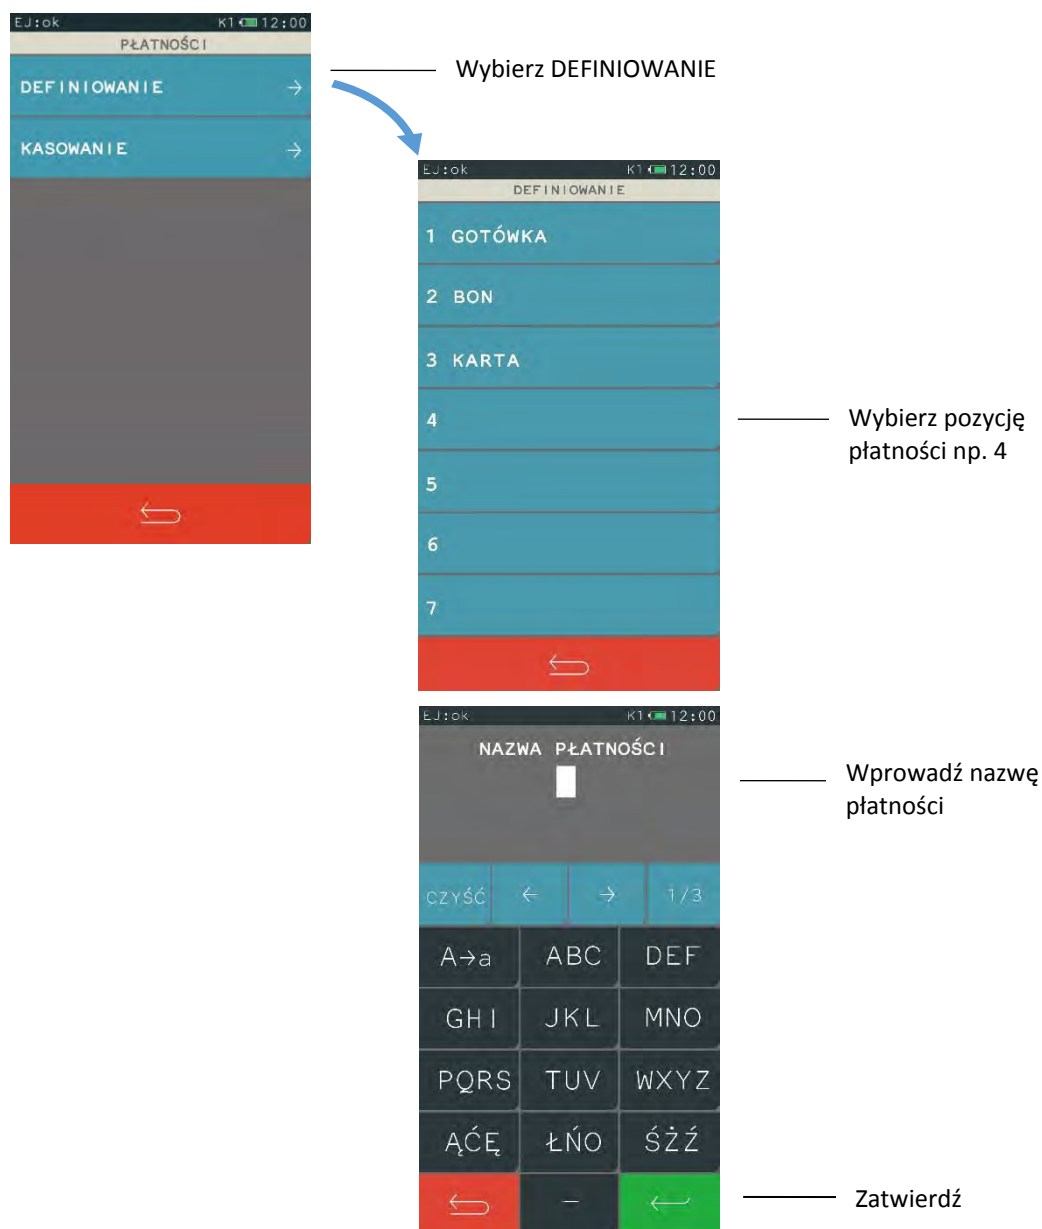 EJ:ok K1 12:00
PŁATNOŚCI
DEFINIOWANIE →
KASOWANIE →
Wybierz DEFINIOWANIE
EJ:ok K1 12:00
DEFINIOWANIE
1 GOTÓWKA
2 BON
3 KARTA
4
5
6
7
Wybierz pozycję
płatności np. 4
EJ:ok K1 12:00
NAZWA PŁATNOŚCI
Wprowadź nazwę
płatności
CZYŚĆ ← → 1/3
A→a ABC DEF
GHI JKL MNO
PQRS TUV WXYZ
ĄĆĘ ŁŃO ŚŻŹ
–
Zatwierdź